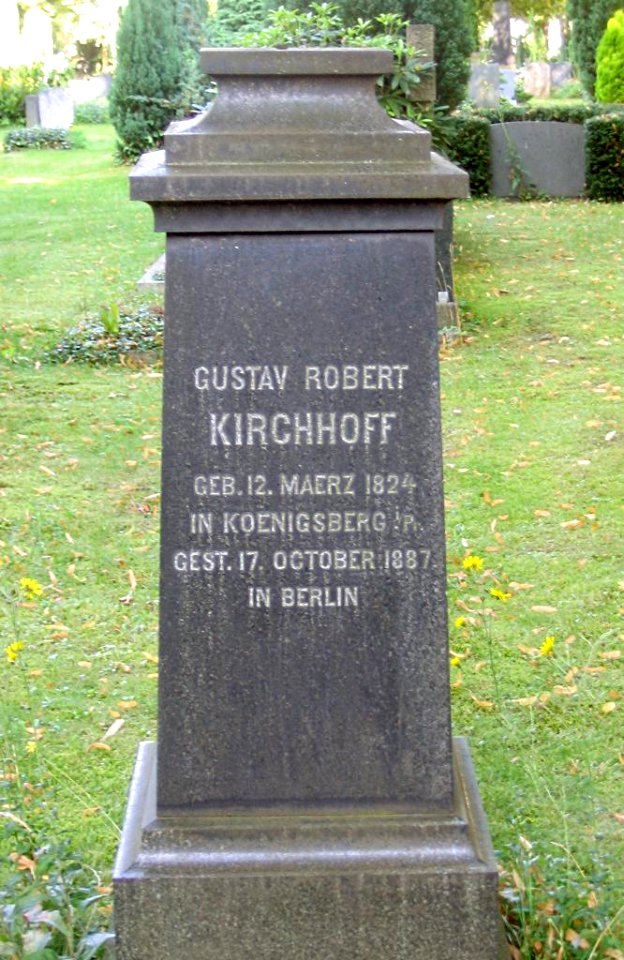 GUSTAV ROBERT
KIRCHHOFF
GEB. 12. MAERZ 1824
IN KOENIGSBERG i/P.
GEST. 17. OCTOBER 1887.
IN BERLIN